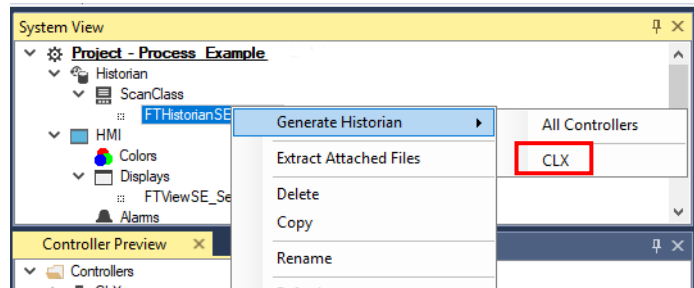 System View
Project - Process_Example
Historian
ScanClass
FTHistorianSE
HMI
Colors
Displays
FTViewSE_Se
Alarms
Generate Historian
Extract Attached Files
Delete
Copy
Rename
All Controllers
CLX
Controller Preview
Controllers